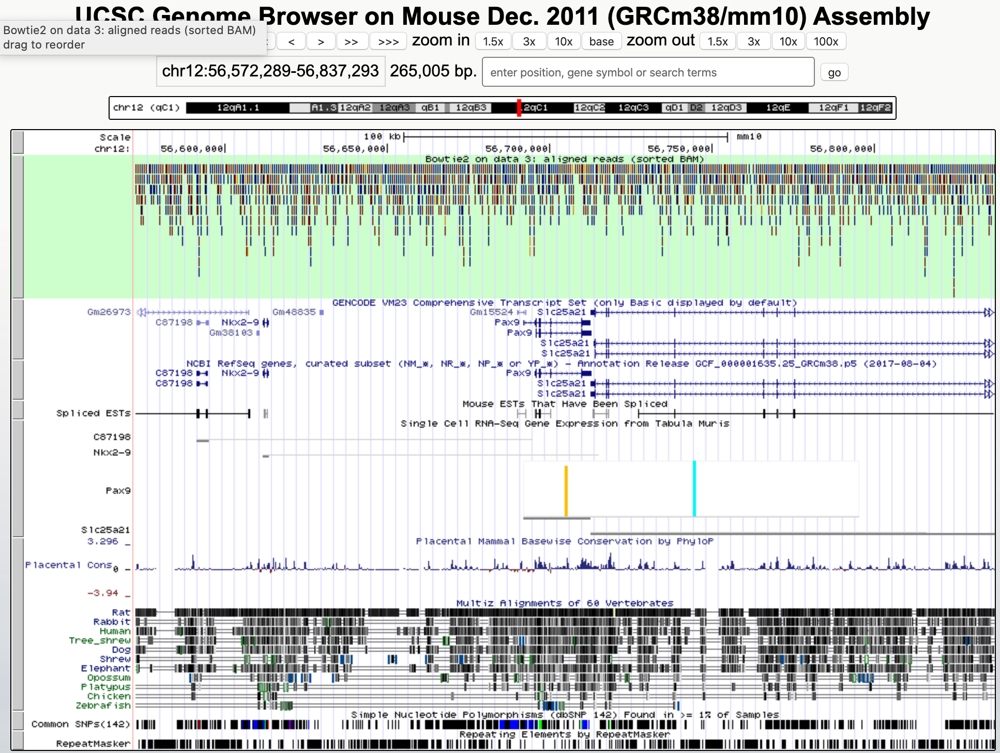 UCSC Genome Browser on Mouse Dec. 2011 (GRCm38/mm10) Assembly
Bowtie2 on data 3: aligned reads (sorted BAM)
drag to reorder
< > >> >>> zoom in 1.5x 3x 10x base zoom out 1.5x 3x 10x 100x
chr12:56,572,289-56,837,293 265,005 bp. enter position, gene symbol or search terms go
chr12 (qC1) 12qA1.1 A1.3 12qA2 12qA3 qB1 12qB3 2qC1 12qC2 12qC3 qD1 D2 12qD3 12qE 12qF1 12qF2
Scale 100 kb mm10
chr12: 56,600,000 56,650,000 56,700,000 56,750,000 56,800,000
Bowtie2 on data 3: aligned reads (sorted BAM)
GENCODE VM23 Comprehensive Transcript Set (only Basic displayed by default)
Gm26973 Gm48835 Gm15524 Slc25a21
C87198 Nkx2-9 Pax9
Gm38103 Pax9
Slc25a21
Slc25a21
NCBI RefSeq genes, curated subset (NM_*, NR_*, NP_* or YP_*) - Annotation Release GCF_000001635.25_GRCm38.p5 (2017-08-04)
C87198 Nkx2-9 Pax9
C87198 Slc25a21
Slc25a21
Mouse ESTs That Have Been Spliced
Spliced ESTs
Single Cell RNA-Seq Gene Expression from Tabula Muris
C87198
Nkx2-9
Pax9
Slc25a21
3.296 _
Placental Mammal Basewise Conservation by PhyloP
Placental Cons
0 _
-3.94 _
Multiz Alignments of 60 Vertebrates
Rat
Rabbit
Human
Tree_shrew
Dog
Shrew
Elephant
Opossum
Platypus
Chicken
Zebrafish
Simple Nucleotide Polymorphisms (dbSNP 142) Found in >= 1% of Samples
Common SNPs(142)
Repeating Elements by RepeatMasker
RepeatMasker